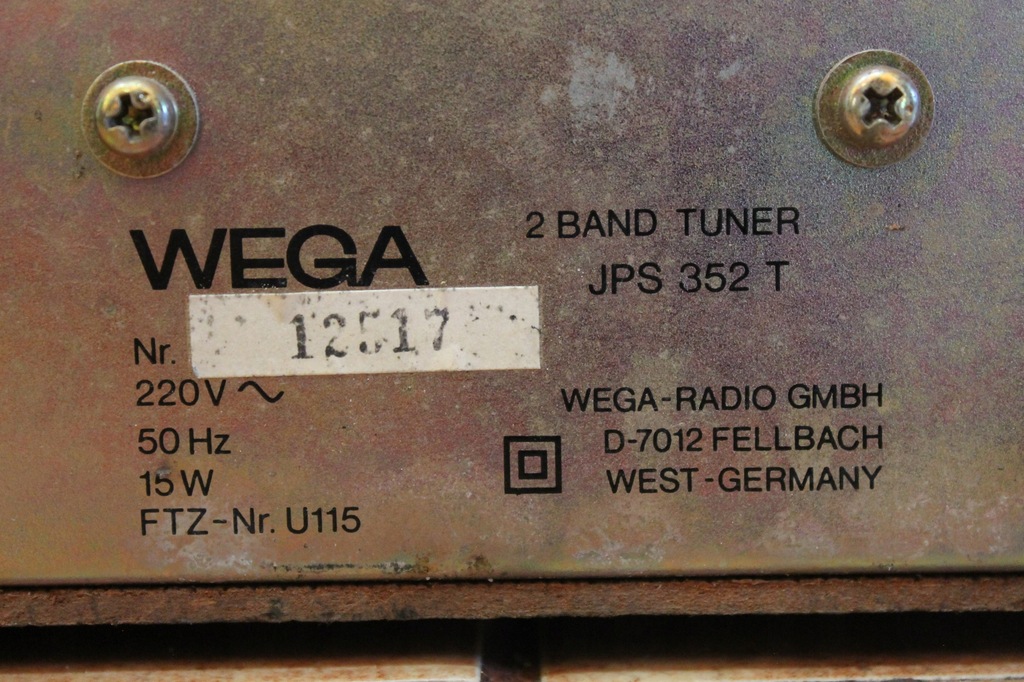 WEGA
2 BAND TUNER
JPS 352 T
Nr. 12517
220V ~
50 Hz
15 W
FTZ-Nr. U115
WEGA-RADIO GMBH
D-7012 FELLBACH
WEST-GERMANY